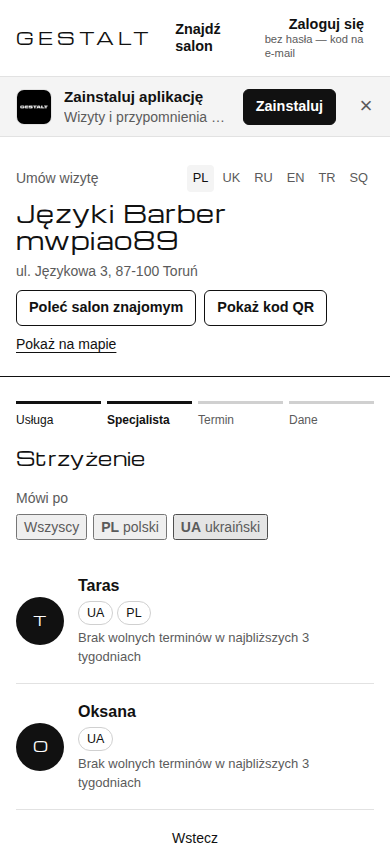 GESTALT
Znajdź
salon
Zaloguj się
bez hasła — kod na
e-mail
GESTALT
Zainstaluj aplikację
Wizyty i przypomnienia …
Zainstaluj
×
Umów wizytę
PL UK RU EN TR SQ
Języki Barber
mwpiao89
ul. Językowa 3, 87-100 Toruń
Poleć salon znajomym
Pokaż kod QR
Pokaż na mapie
Usługa
Specjalista
Termin
Dane
Strzyżenie
Mówi po
Wszyscy
PL polski
UA ukraiński
T
Taras
UA PL
Brak wolnych terminów w najbliższych 3
tygodniach
O
Oksana
UA
Brak wolnych terminów w najbliższych 3
tygodniach
Wstecz